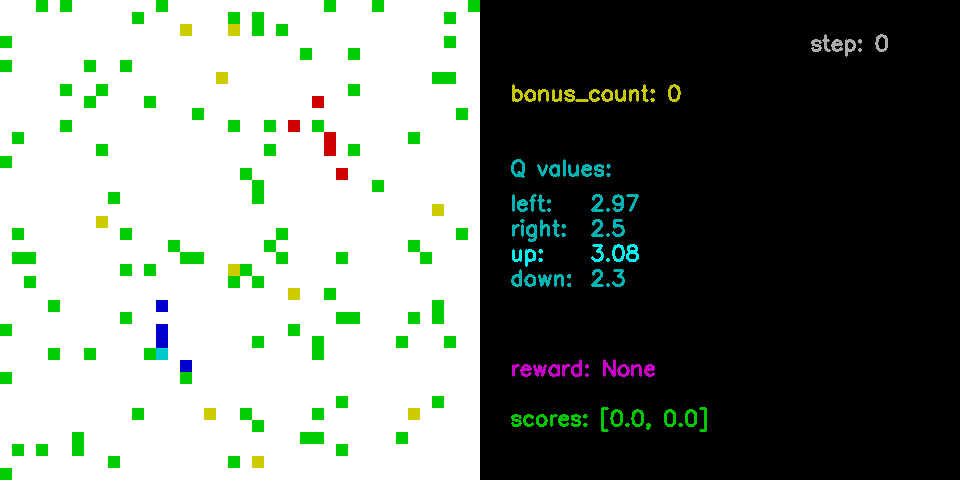 step: 0
bonus_count: 0
Q values:
left: 2.97
right: 2.5
up: 3.08
down: 2.3
reward: None
scores: [0.0, 0.0]